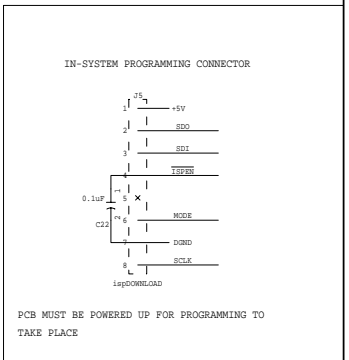 IN-SYSTEM PROGRAMMING CONNECTOR
J5
1 +5V
2 SDO
3 SDI
4 ISPEN
1
0.1uF 5
2
C22 6 MODE
7 DGND
8 SCLK
ispDOWNLOAD
PCB MUST BE POWERED UP FOR PROGRAMMING TO
TAKE PLACE